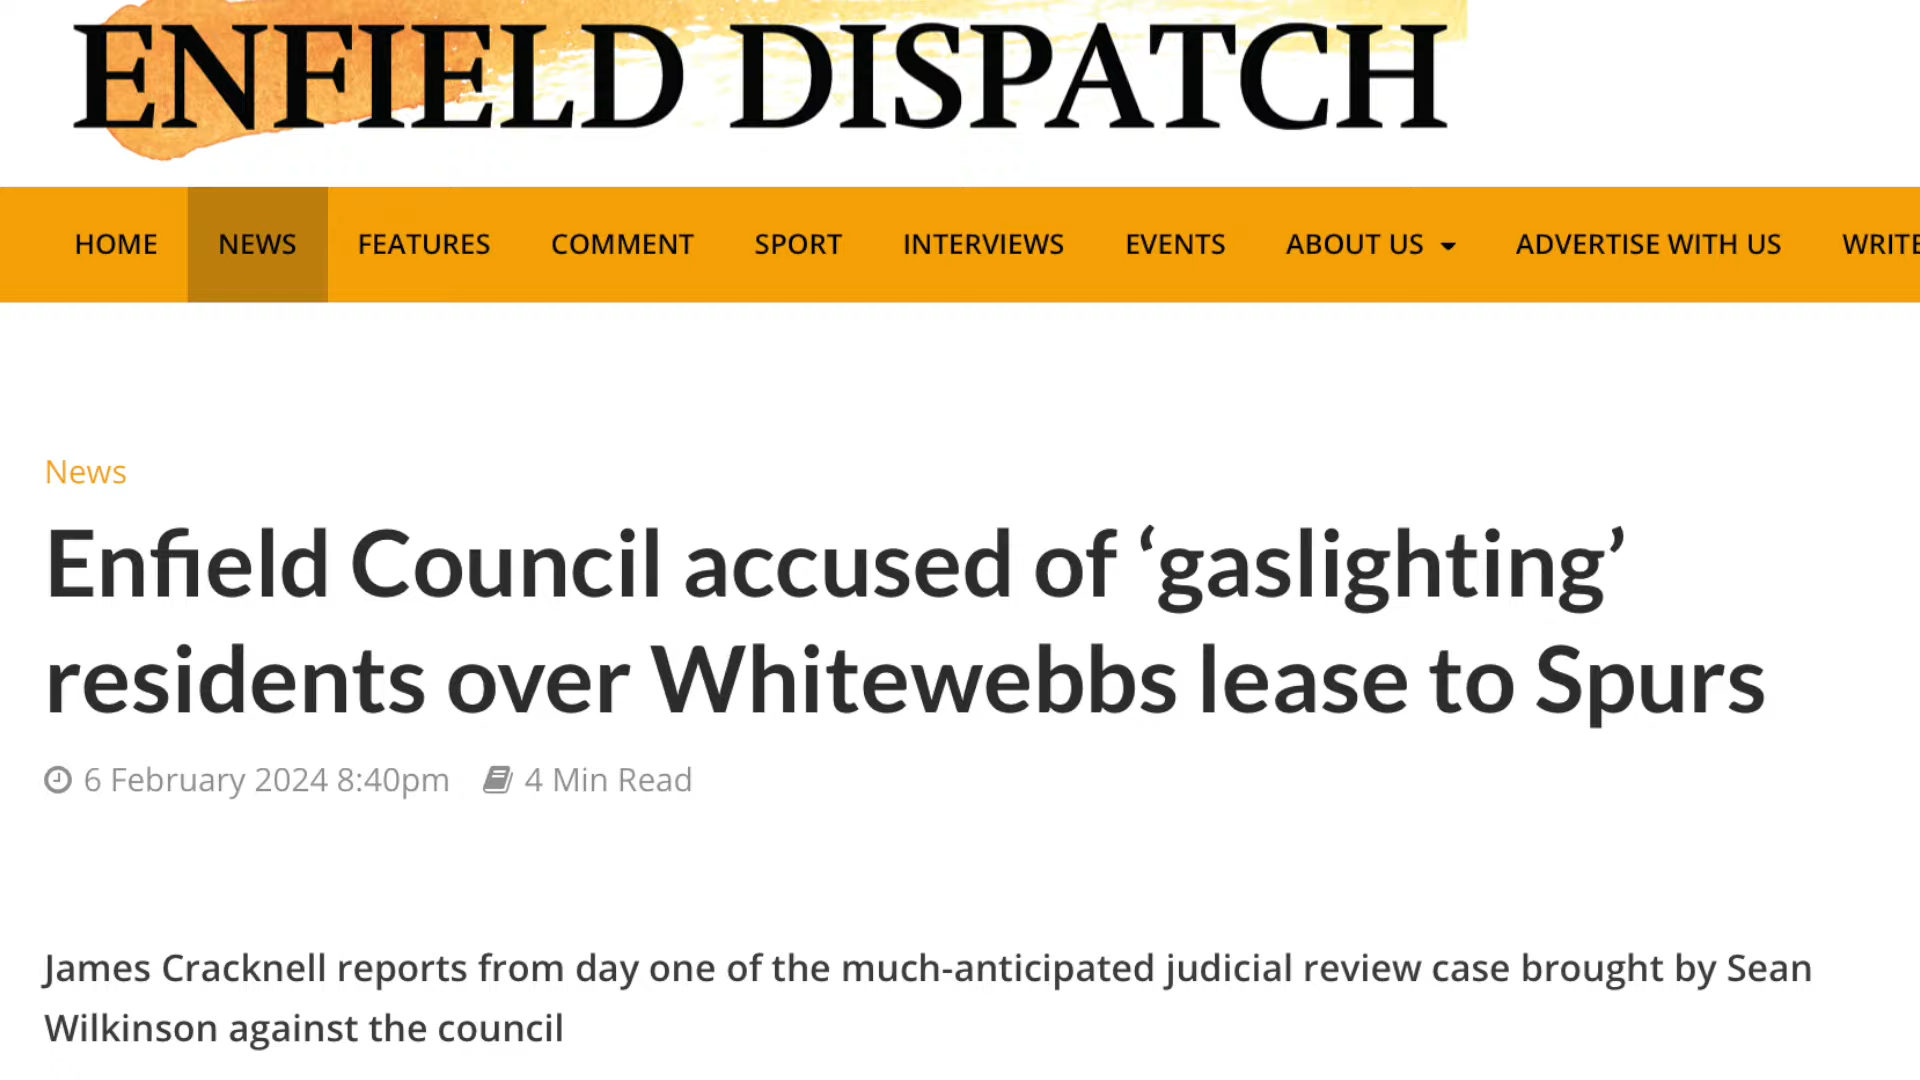 ENFIELD DISPATCH
HOME NEWS FEATURES COMMENT SPORT INTERVIEWS EVENTS ABOUT US ADVERTISE WITH US WRITE
News
Enfield Council accused of ‘gaslighting’
residents over Whitewebbs lease to Spurs
6 February 2024 8:40pm 4 Min Read
James Cracknell reports from day one of the much-anticipated judicial review case brought by Sean
Wilkinson against the council